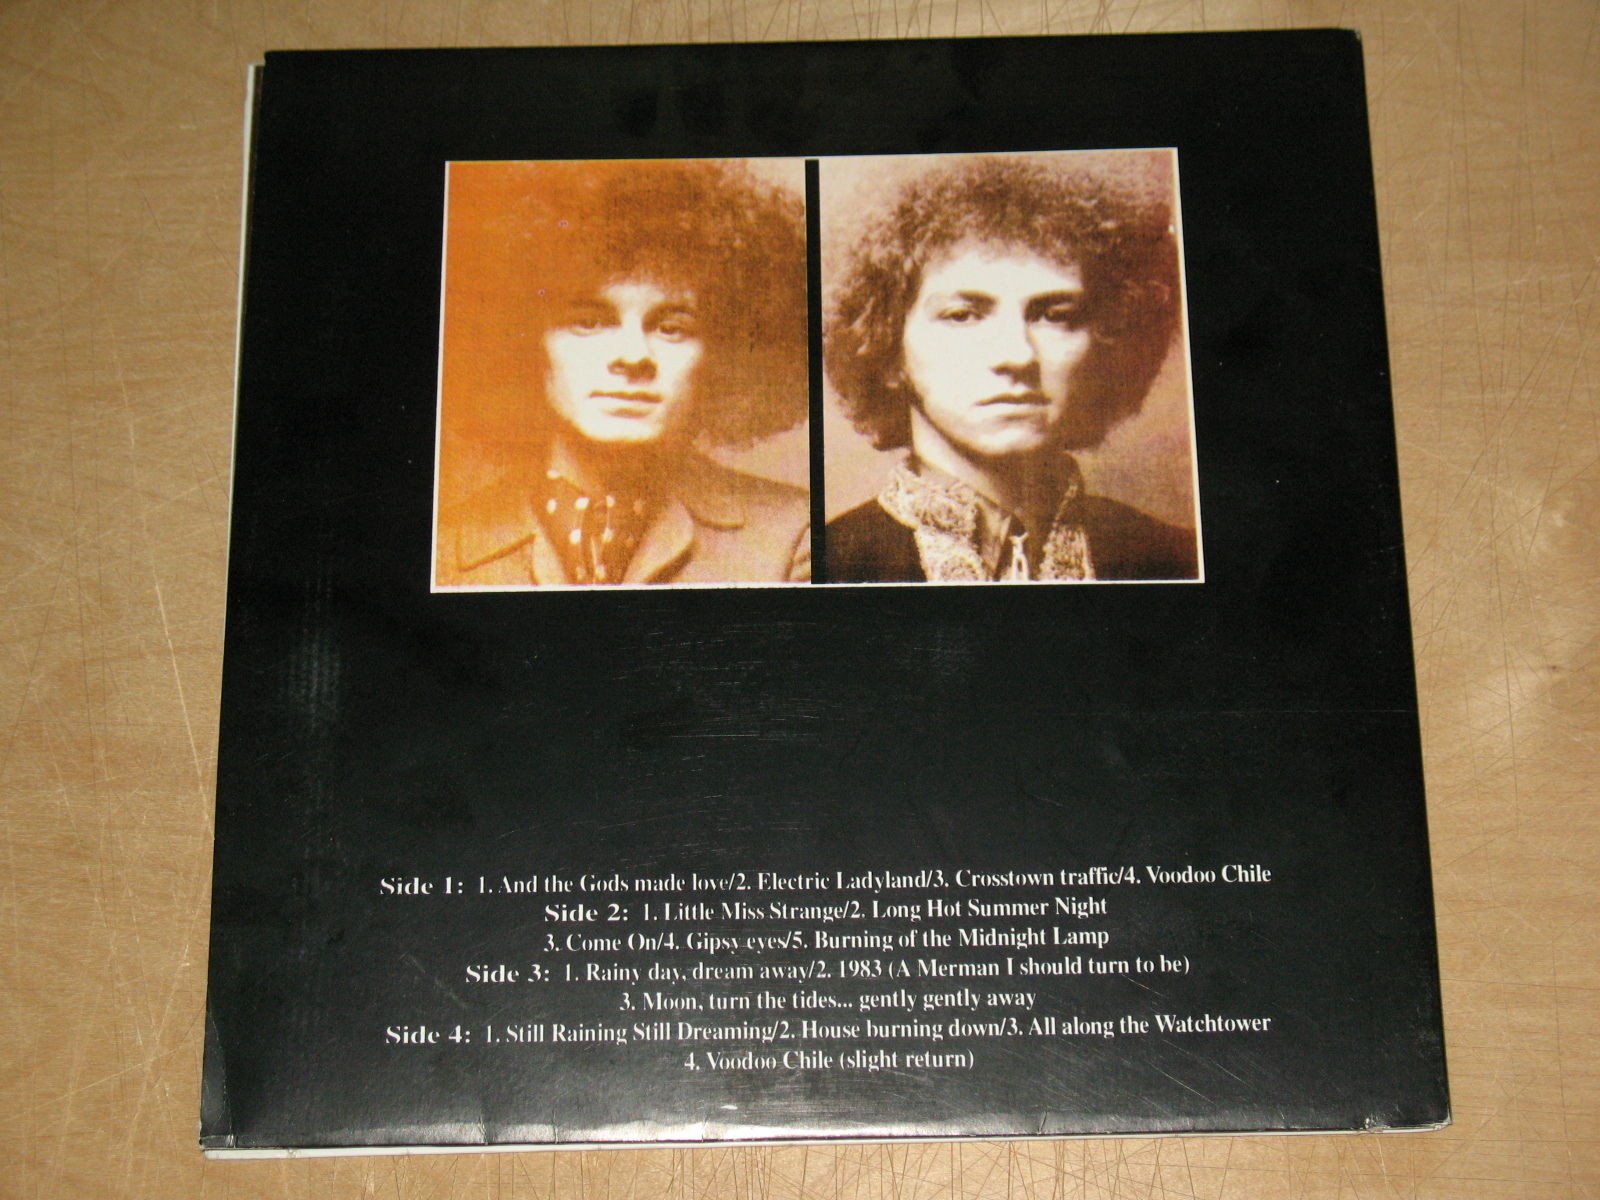 Side 1: 1. And the Gods made love/2. Electric Ladyland/3. Crosstown traffic/4. Voodoo Chile
Side 2: 1. Little Miss Strange/2. Long Hot Summer Night
3. Come On/4. Gipsy eyes/5. Burning of the Midnight Lamp
Side 3: 1. Rainy day, dream away/2. 1983 (A Merman I should turn to be)
3. Moon, turn the tides... gently gently away
Side 4: 1. Still Raining Still Dreaming/2. House burning down/3. All along the Watchtower
4. Voodoo Chile (slight return)